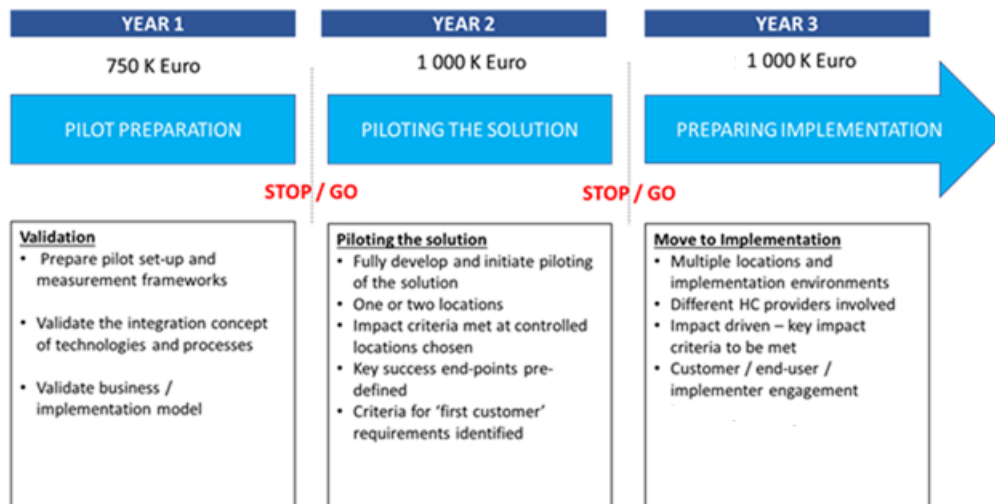 YEAR 1
YEAR 2
YEAR 3
750 K Euro
1 000 K Euro
1 000 K Euro
PILOT PREPARATION
PILOTING THE SOLUTION
PREPARING IMPLEMENTATION
STOP / GO
STOP / GO
Validation
• Prepare pilot set-up and
measurement frameworks
• Validate the integration concept
of technologies and processes
• Validate business /
implementation model
Piloting the solution
• Fully develop and initiate piloting
of the solution
• One or two locations
• Impact criteria met at controlled
locations chosen
• Key success end-points pre-
defined
• Criteria for ‘first customer’
requirements identified
Move to Implementation
• Multiple locations and
implementation environments
• Different HC providers involved
• Impact driven – key impact
criteria to be met
• Customer / end-user /
implementer engagement